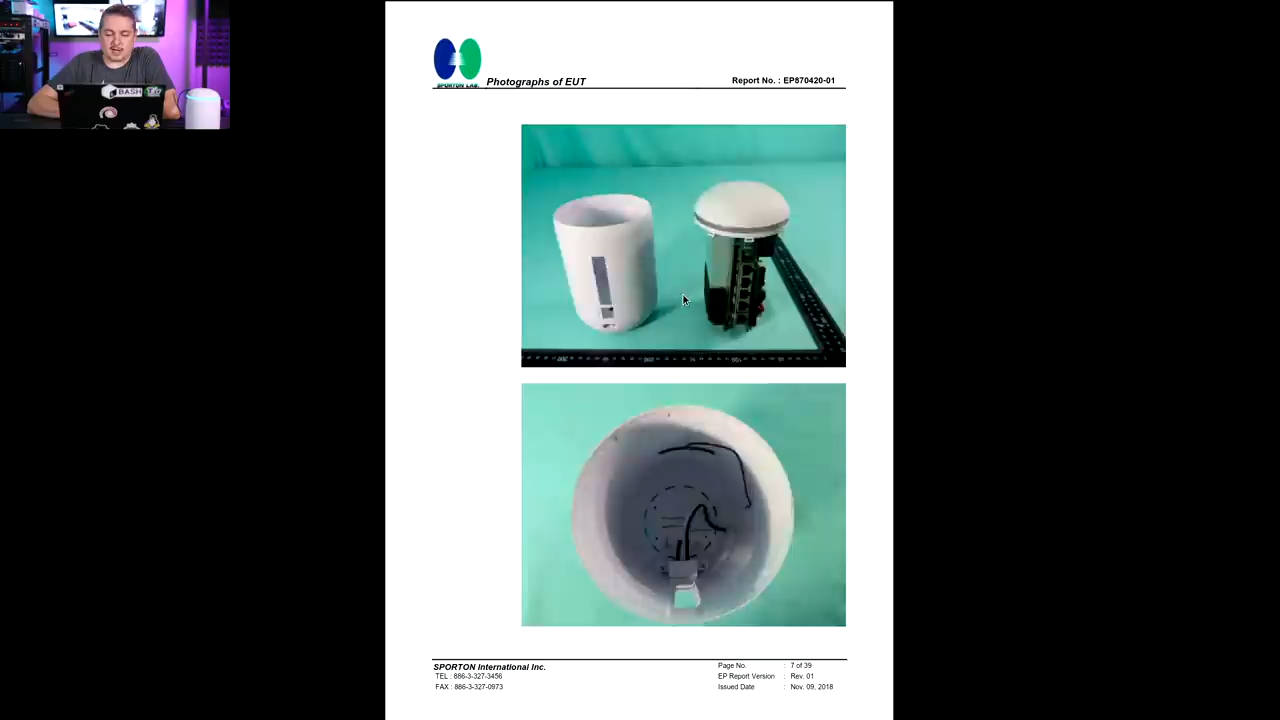 BASH
SPORTON LAB.
Photographs of EUT
Report No. : EP870420-01
SPORTON International Inc.
TEL : 886-3-327-3456
FAX : 886-3-327-0973
Page No. : 7 of 39
EP Report Version : Rev. 01
Issued Date : Nov. 09, 2018